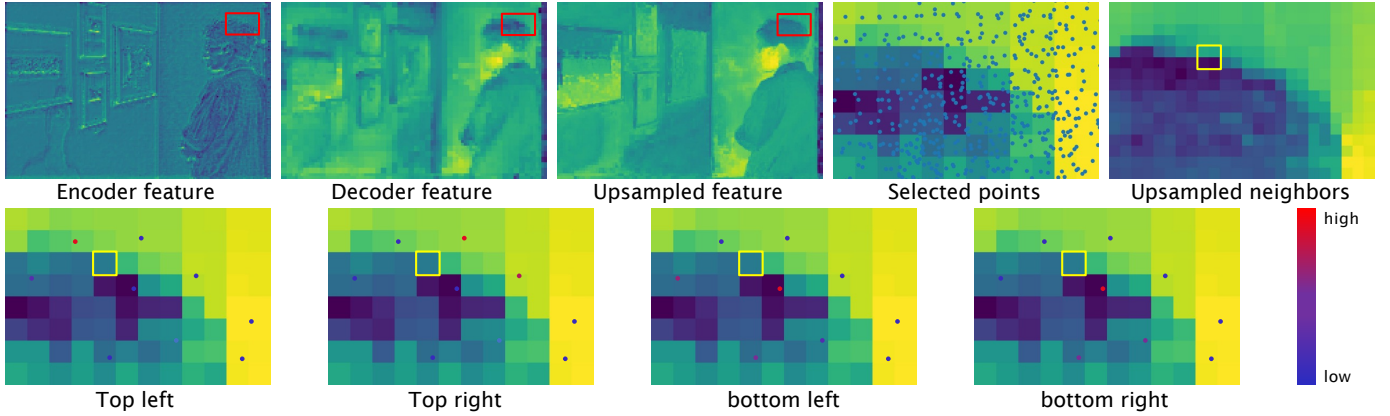 Encoder feature
Decoder feature
Upsampled feature
Selected points
Upsampled neighbors
high
low
Top left
Top right
bottom left
bottom right